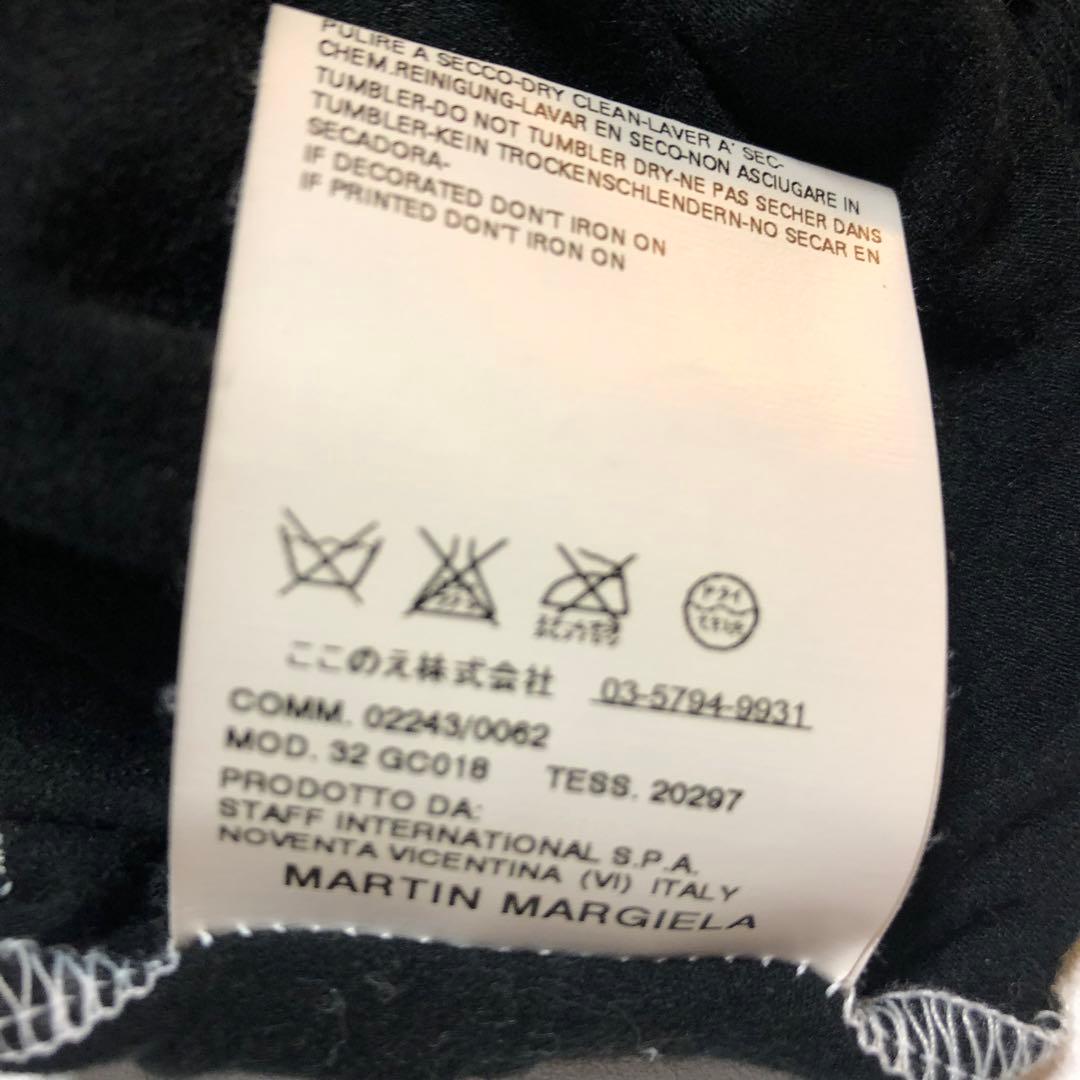 PULIRE A SECCO-DRY CLEAN-LAVER A' SEC-
CHEM.REINIGUNG-LAVAR EN SECO-NON ASCIUGARE IN
TUMBLER-DO NOT TUMBLER DRY-NE PAS SECHER DANS
TUMBLER-KEIN TROCKENSCHLENDERN-NO SECAR EN
SECADORA-
IF DECORATED DON'T IRON ON
IF PRINTED DON'T IRON ON
ドライ
ここのえ株式会社 03-5794-9931
COMM. 02243/0062
MOD. 32 GC018 TESS. 20297
PRODOTTO DA:
STAFF INTERNATIONAL S.P.A.
NOVENTA VICENTINA (VI) ITALY
MARTIN MARGIELA